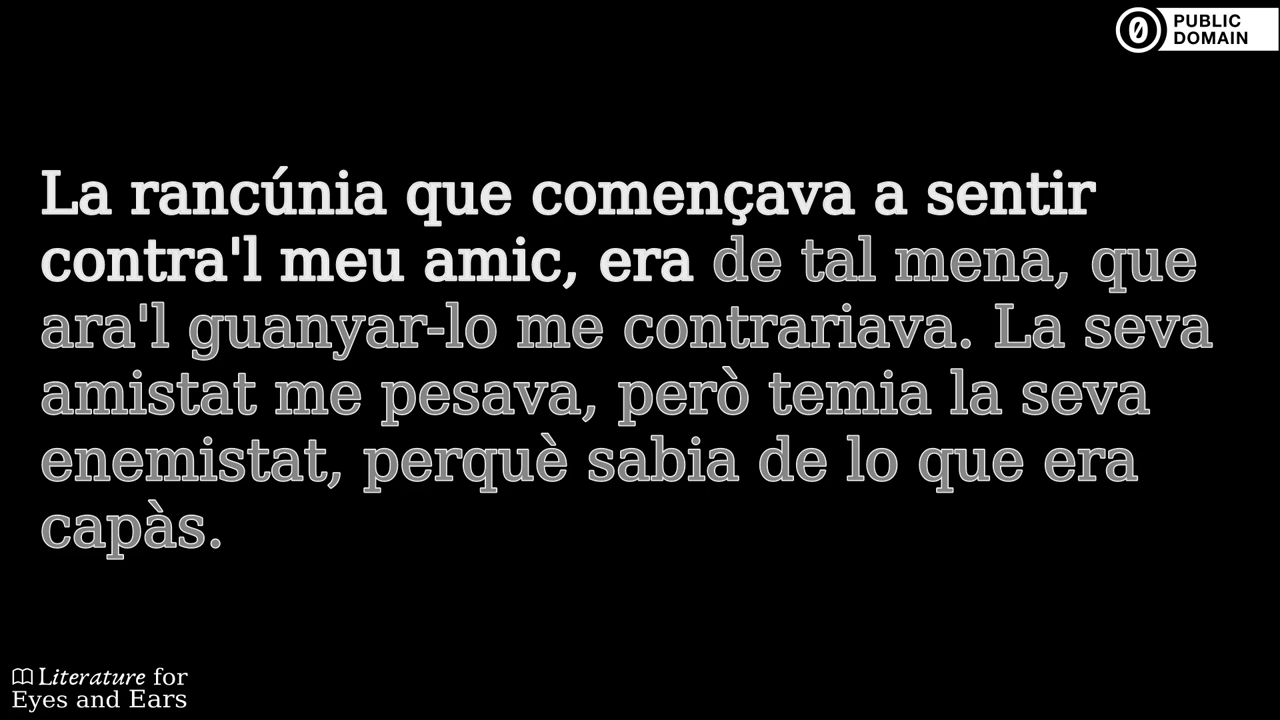 PUBLIC
DOMAIN
La rancúnia que començava a sentir
contra'l meu amic, era de tal mena, que
ara'l guanyar-lo me contrariava. La seva
amistat me pesava, però temia la seva
enemistat, perquè sabia de lo que era
capàs.
Literature for
Eyes and Ears